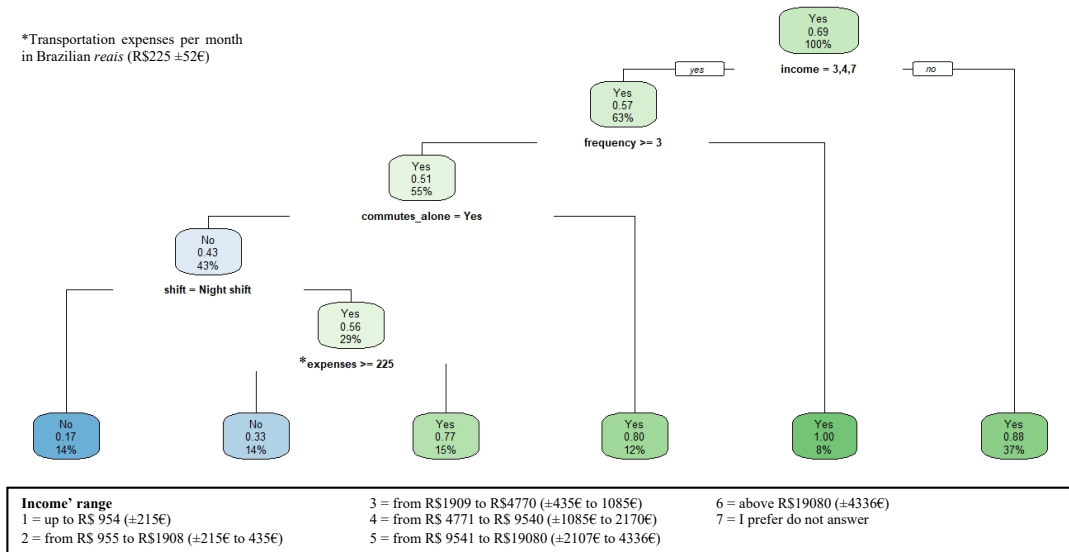 *Transportation expenses per month
in Brazilian reais (R$225 ±52€)
Yes
0.69
100%
income = 3,4,7
yes
no
Yes
0.57
63%
frequency >= 3
Yes
0.51
55%
commutes_alone = Yes
No
0.43
43%
shift = Night shift
Yes
0.56
29%
*expenses >= 225
No
0.17
14%
No
0.33
14%
Yes
0.77
15%
Yes
0.80
12%
Yes
1.00
8%
Yes
0.88
37%
Income’ range
1 = up to R$ 954 (±215€)
2 = from R$ 955 to R$1908 (±215€ to 435€)
3 = from R$1909 to R$4770 (±435€ to 1085€)
4 = from R$ 4771 to R$ 9540 (±1085€ to 2170€)
5 = from R$ 9541 to R$19080 (±2107€ to 4336€)
6 = above R$19080 (±4336€)
7 = I prefer do not answer